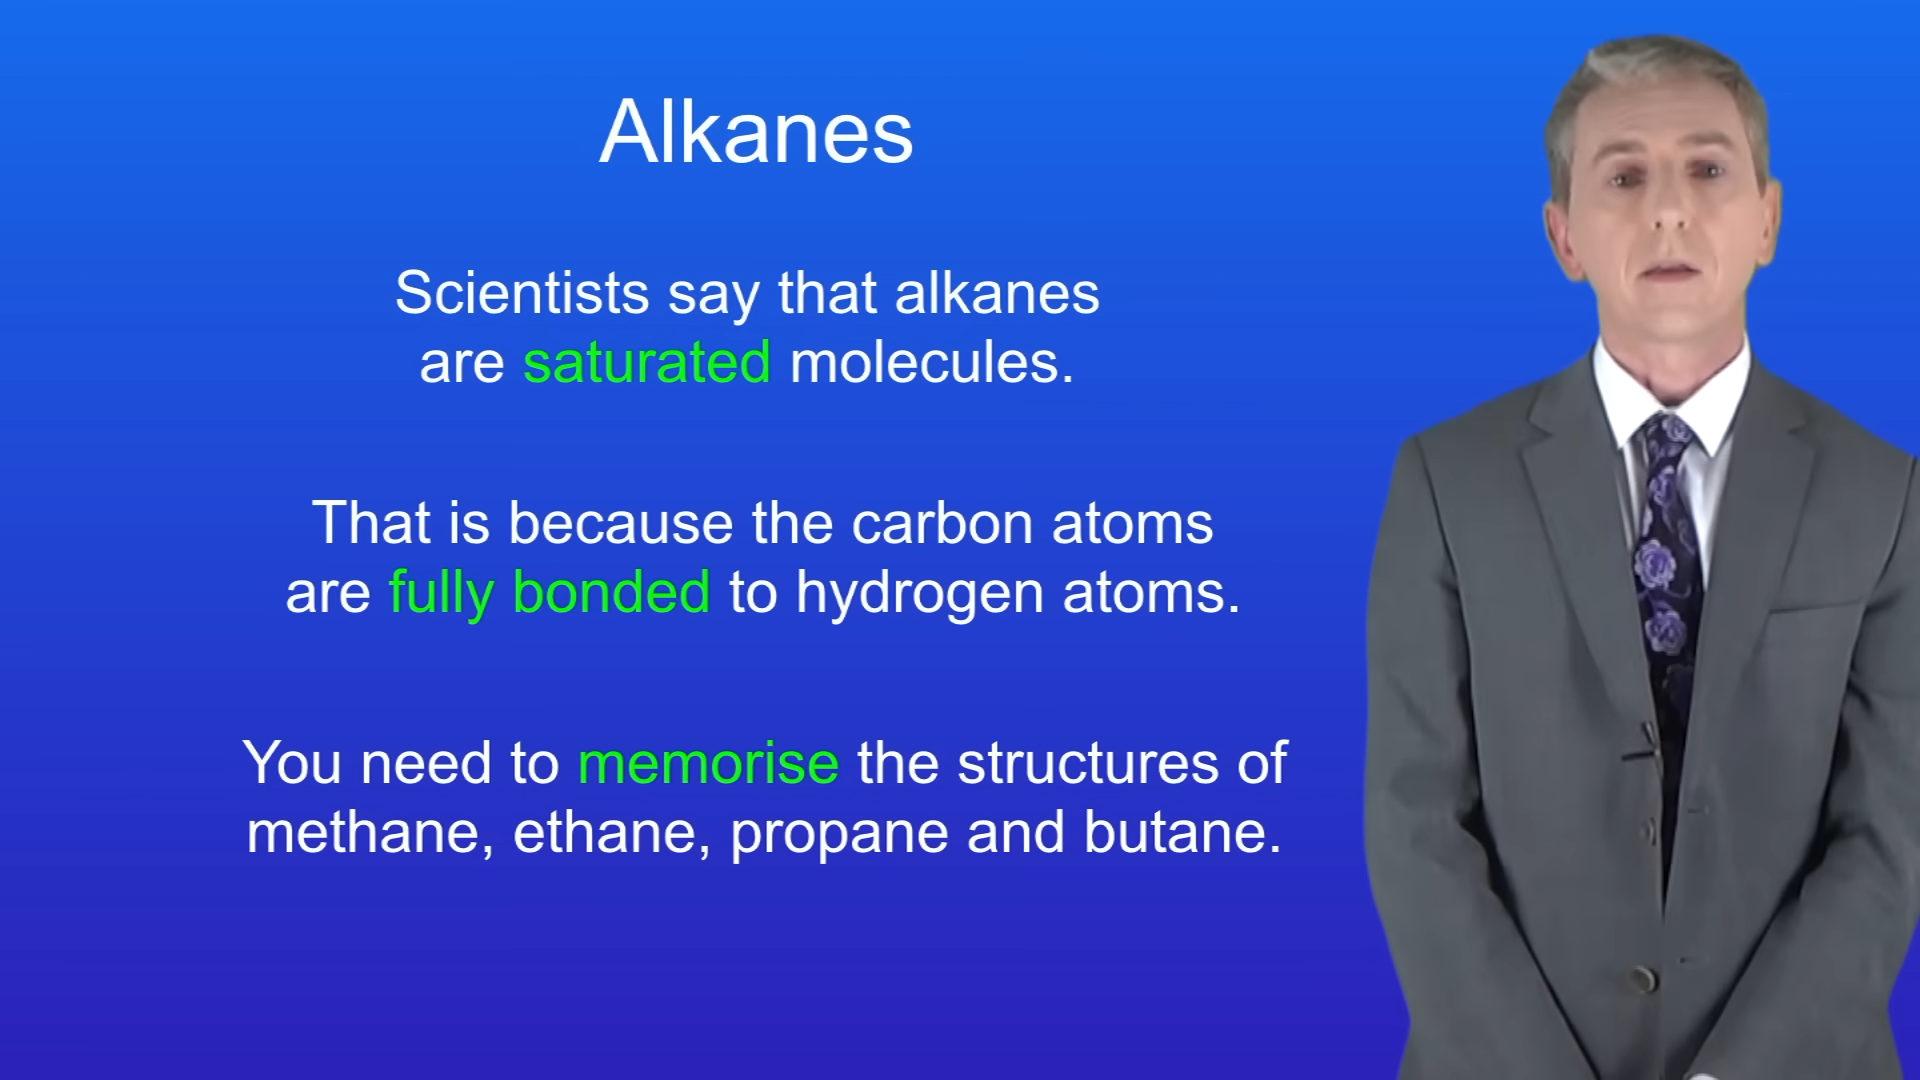 Alkanes
Scientists say that alkanes
are saturated molecules.
That is because the carbon atoms
are fully bonded to hydrogen atoms.
You need to memorise the structures of
methane, ethane, propane and butane.